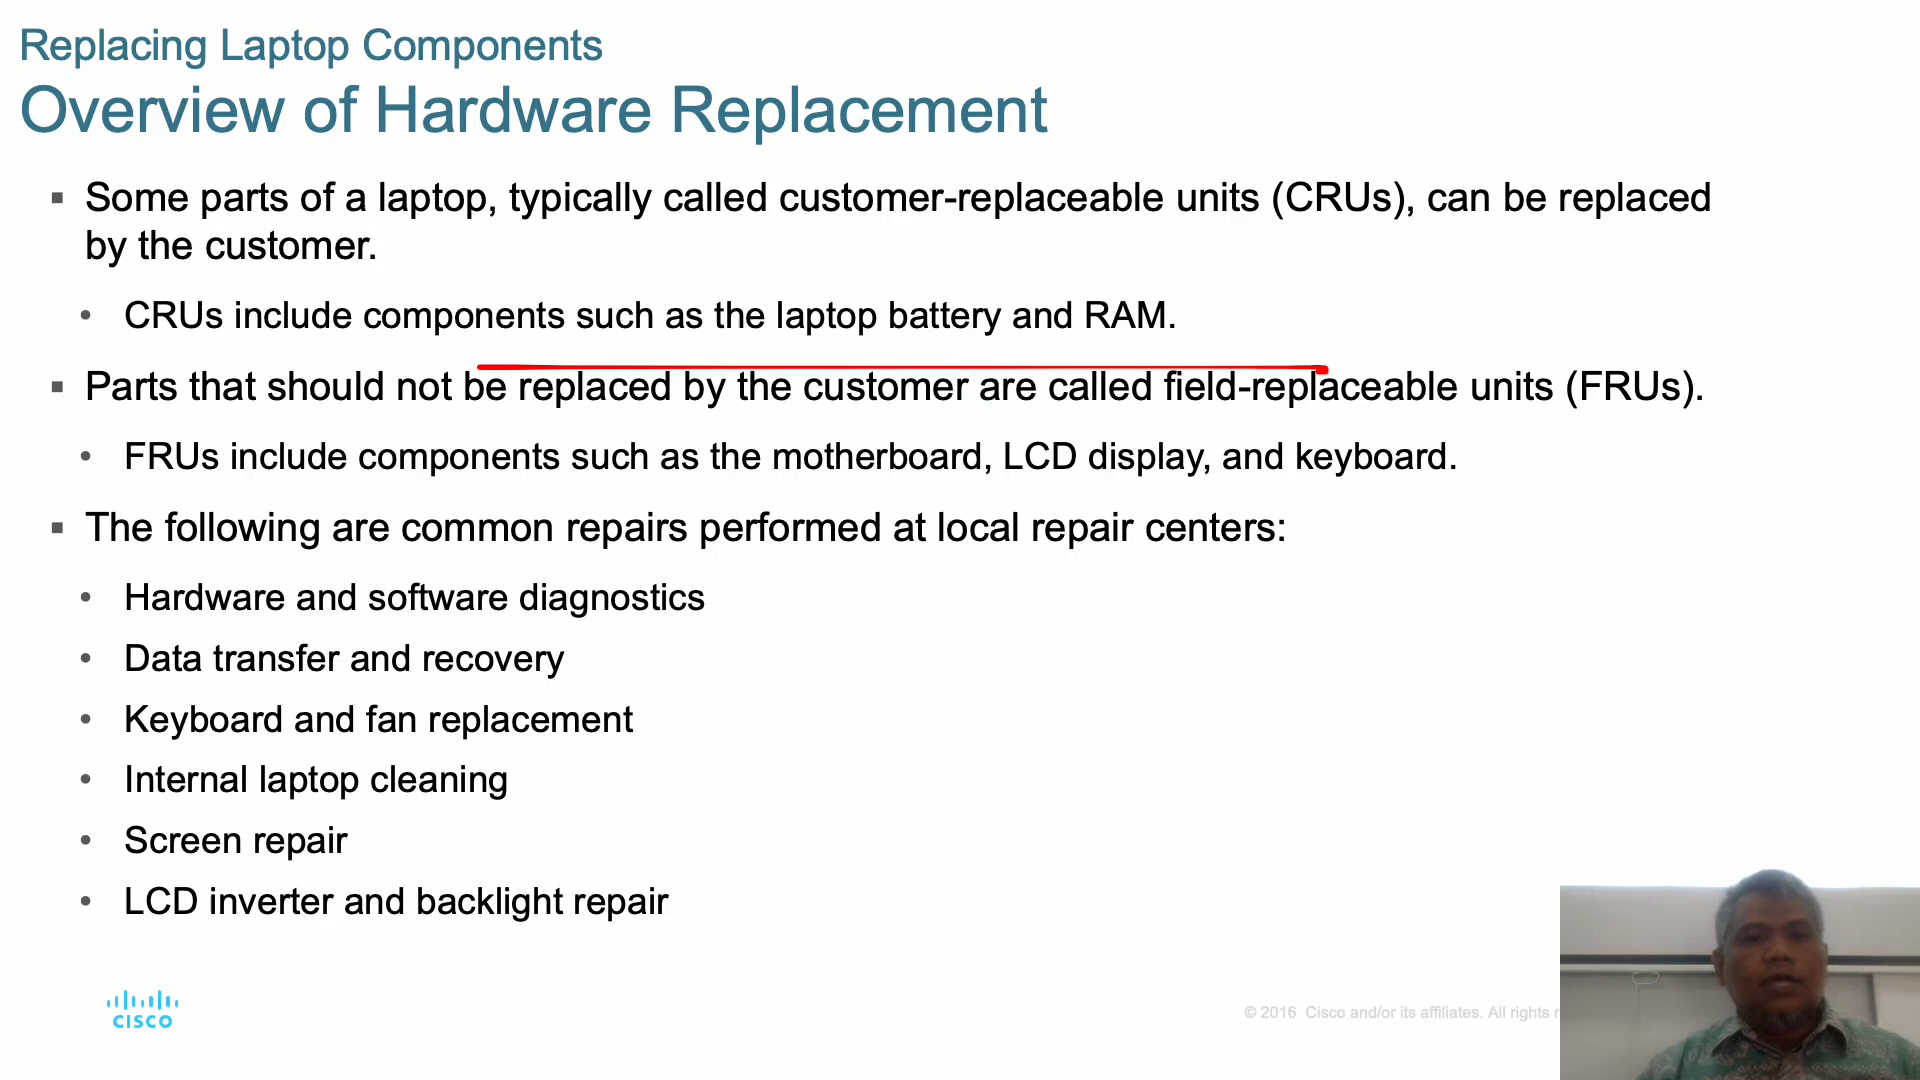 Replacing Laptop Components
Overview of Hardware Replacement
Some parts of a laptop, typically called customer-replaceable units (CRUs), can be replaced
by the customer.
CRUs include components such as the laptop battery and RAM.
Parts that should not be replaced by the customer are called field-replaceable units (FRUs).
FRUs include components such as the motherboard, LCD display, and keyboard.
The following are common repairs performed at local repair centers:
Hardware and software diagnostics
Data transfer and recovery
Keyboard and fan replacement
Internal laptop cleaning
Screen repair
LCD inverter and backlight repair
CISCO
© 2016 Cisco and/or its affiliates. All rights